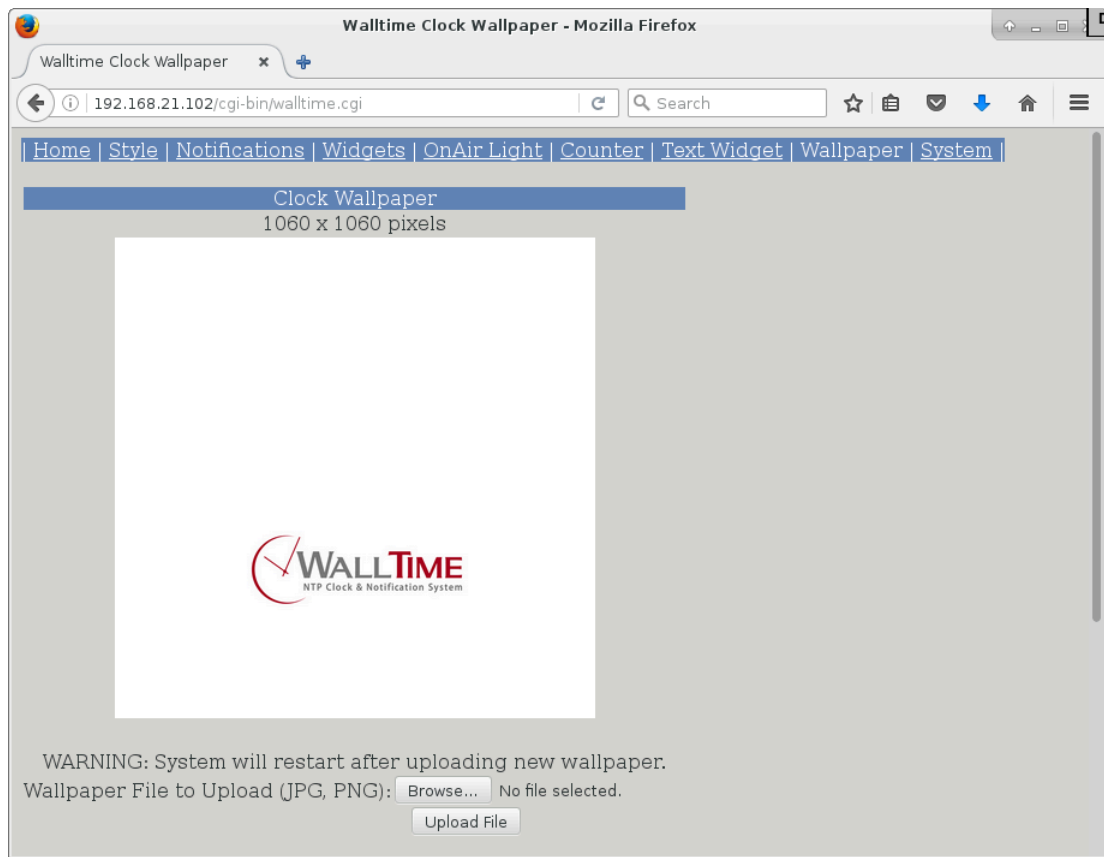 Walltime Clock Wallpaper - Mozilla Firefox
Walltime Clock Wallpaper
192.168.21.102/cgi-bin/walltime.cgi
Search
| Home | Style | Notifications | Widgets | OnAir Light | Counter | Text Widget | Wallpaper | System |
Clock Wallpaper
1060 x 1060 pixels
WALLTIME
NTP Clock & Notification System
WARNING: System will restart after uploading new wallpaper.
Wallpaper File to Upload (JPG, PNG): Browse... No file selected.
Upload File